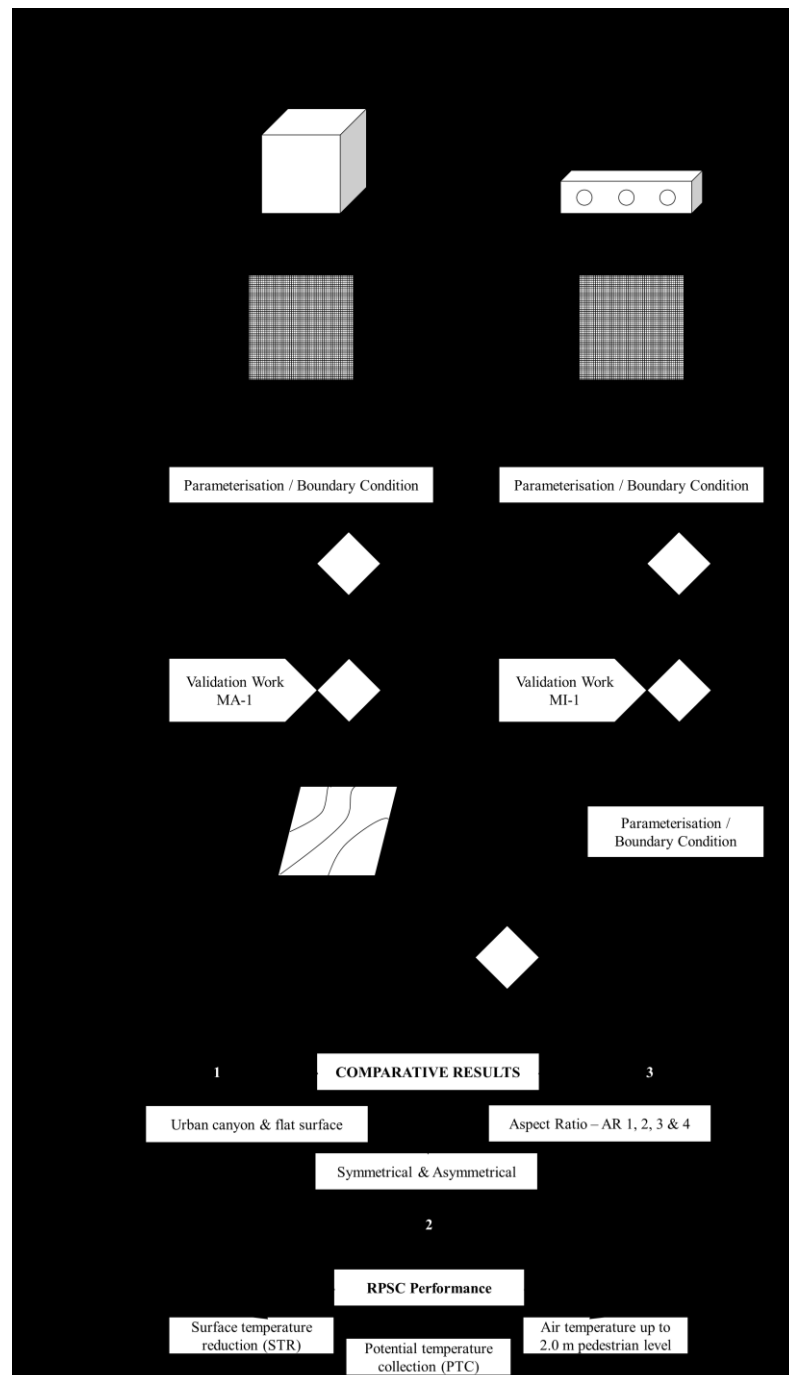 Parameterisation / Boundary Condition
Parameterisation / Boundary Condition
Validation Work
MA-1
Validation Work
MI-1
Parameterisation /
Boundary Condition
1
COMPARATIVE RESULTS
3
Urban canyon & flat surface
Aspect Ratio – AR 1, 2, 3 & 4
Symmetrical & Asymmetrical
2
RPSC Performance
Surface temperature
reduction (STR)
Potential temperature
collection (PTC)
Air temperature up to
2.0 m pedestrian level